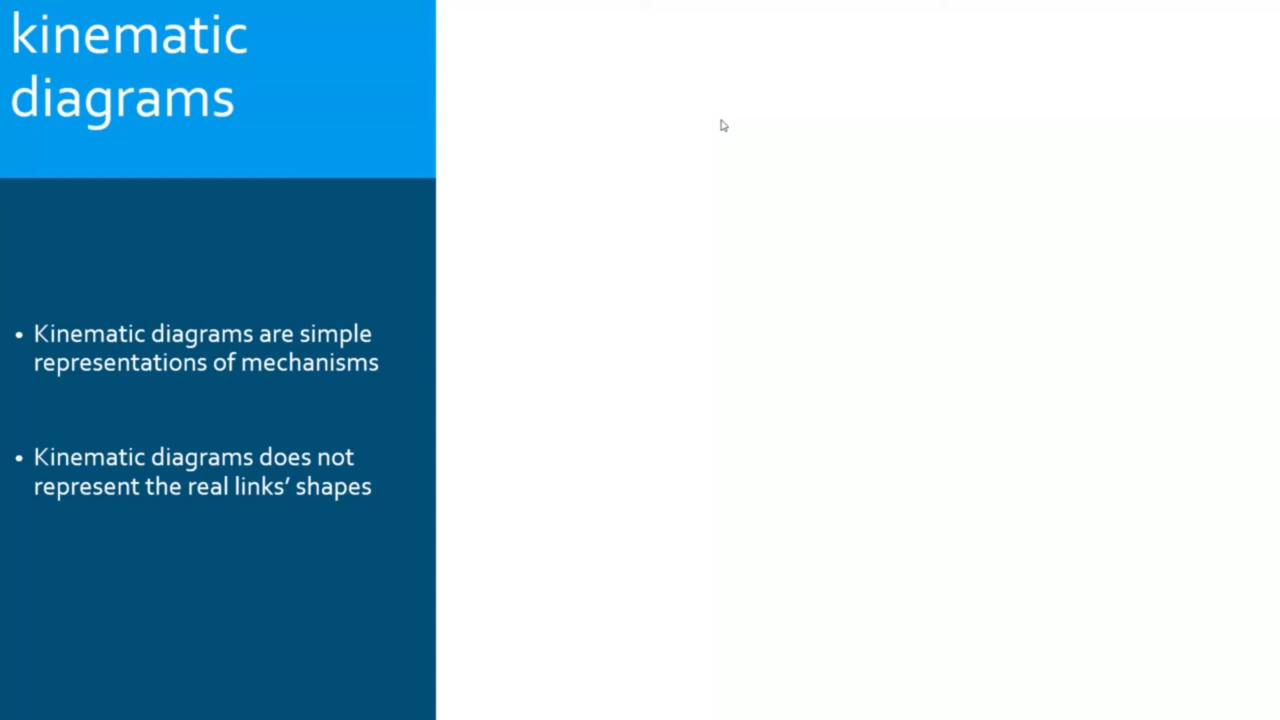 kinematic
diagrams
• Kinematic diagrams are simple
representations of mechanisms
• Kinematic diagrams does not
represent the real links’ shapes